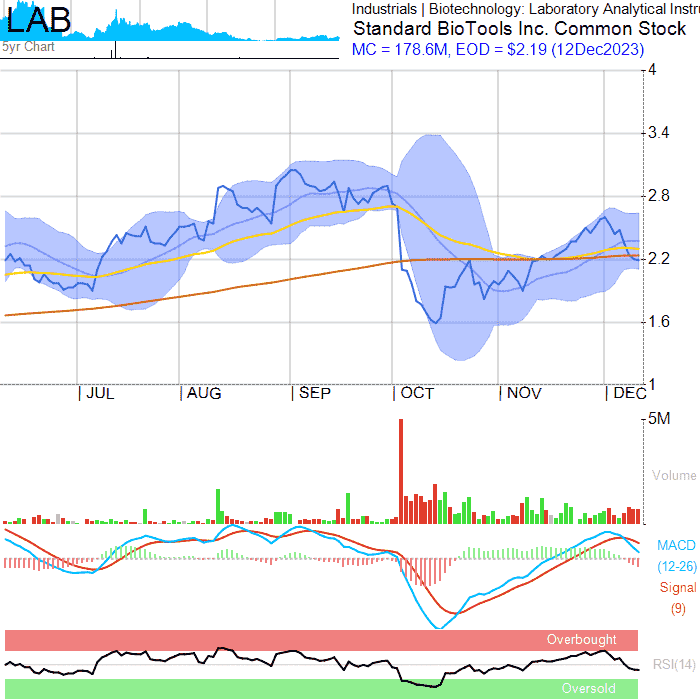 LAB
5yr Chart
Industrials | Biotechnology: Laboratory Analytical Instru
Standard BioTools Inc. Common Stock
MC = 178.6M, EOD = $2.19 (12Dec2023)
4
3.4
2.8
2.2
1.6
1
| JUL | AUG | SEP | OCT | NOV | DEC
5M
Volume
MACD
(12-26)
Signal
(9)
Overbought
RSI(14)
Oversold